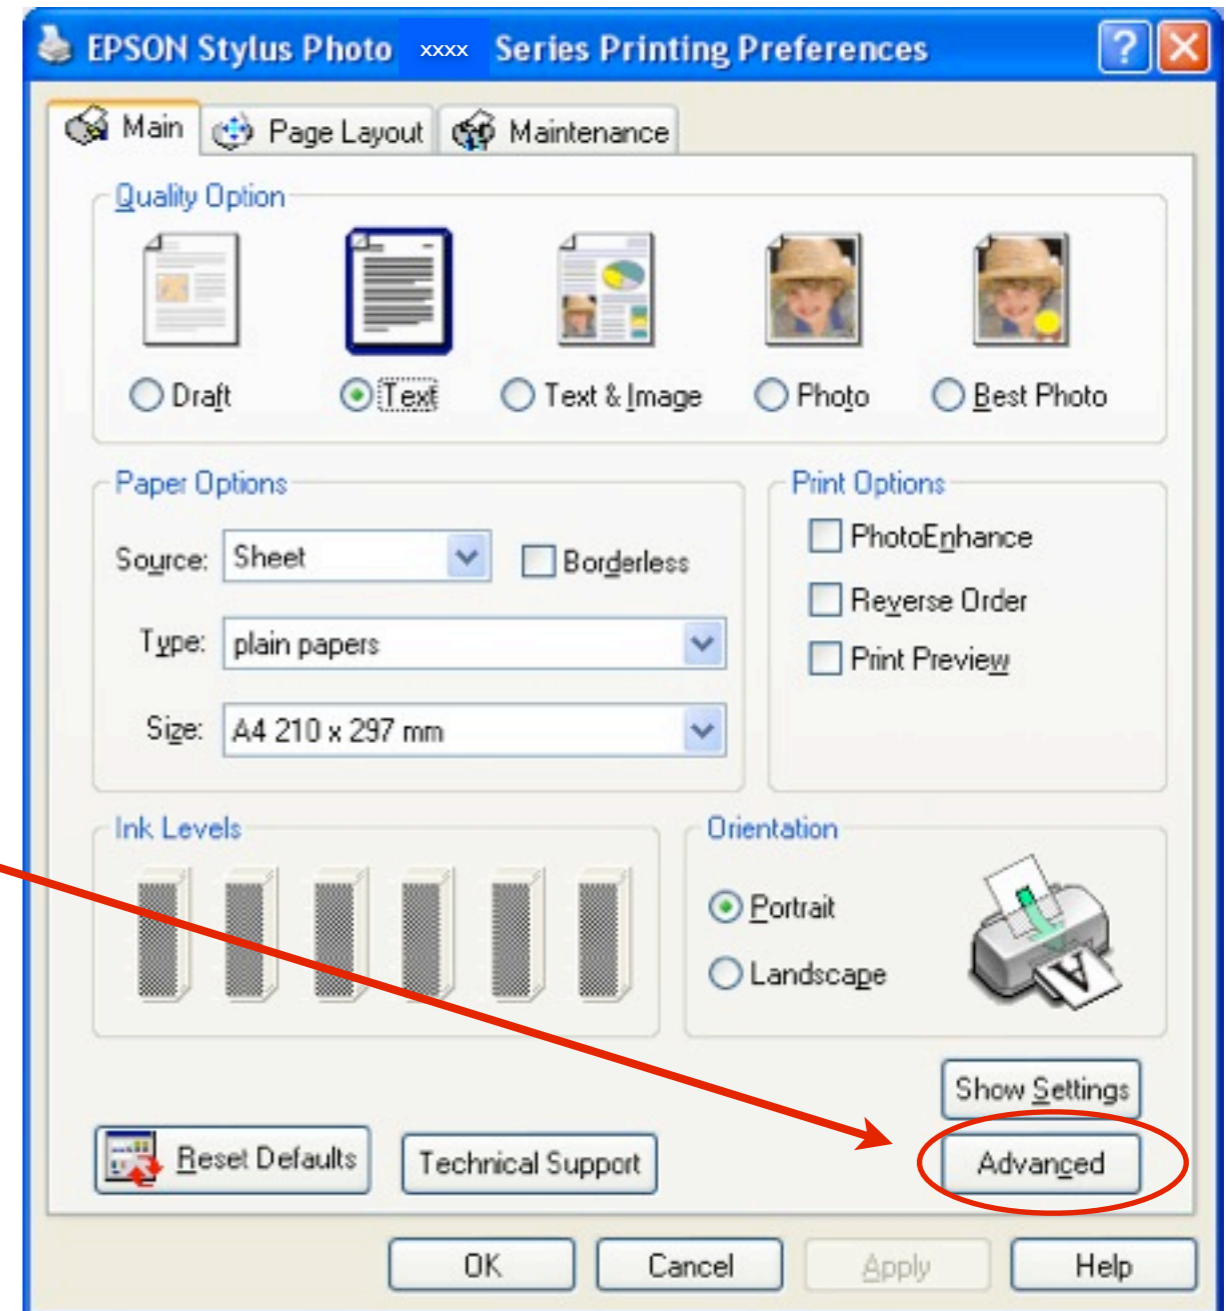 EPSON Stylus Photo xxxx Series Printing Preferences
Main Page Layout Maintenance
Quality Option
Draft Text Text & Image Photo Best Photo
Paper Options
Source: Sheet Borderless
Type: plain papers
Size: A4 210 x 297 mm
Print Options
PhotoEnhance
Reverse Order
Print Preview
Ink Levels
Orientation
Portrait
Landscape
A
Show Settings
Reset Defaults Technical Support Advanced
OK Cancel Apply Help